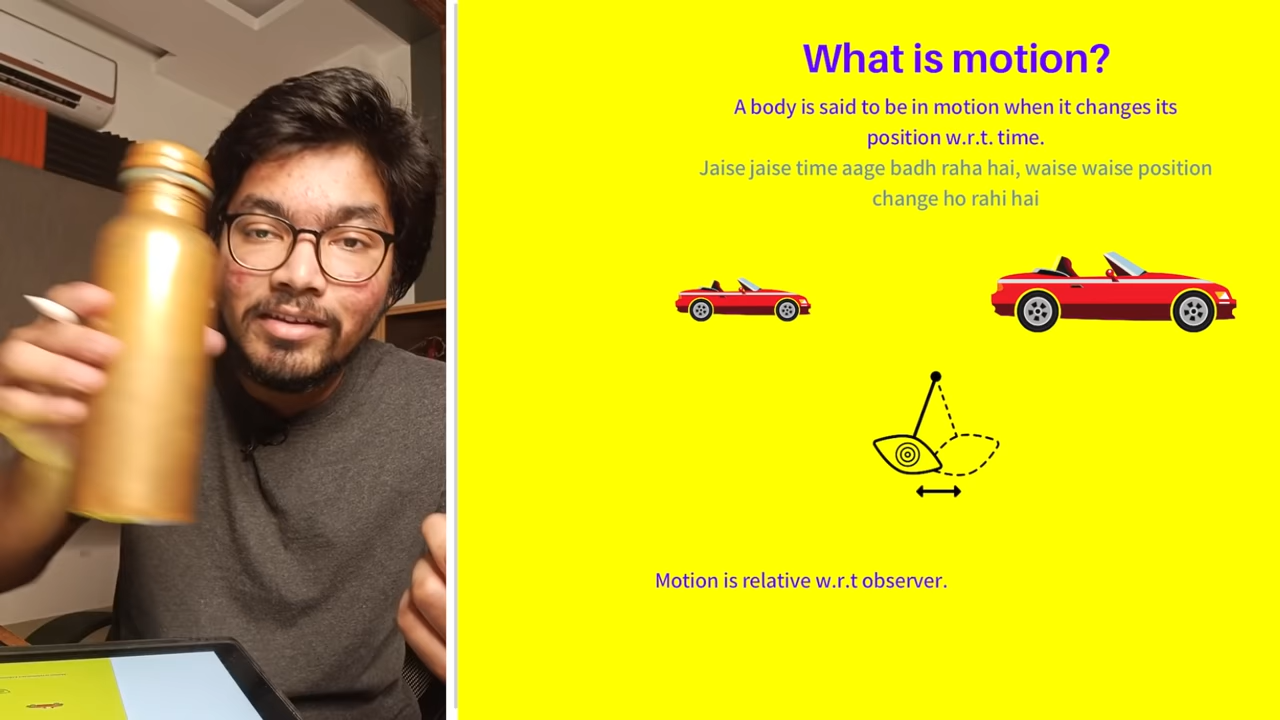 What is motion?
A body is said to be in motion when it changes its
position w.r.t. time.
Jaise jaise time aage badh raha hai, waise waise position
change ho rahi hai
Motion is relative w.r.t observer.